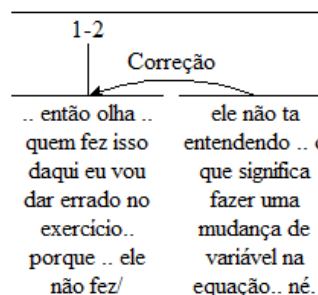 1-2
Correção
.. então olha ..
quem fez isso
daqui eu vou
dar errado no
exercício..
porque .. ele
não fez/
ele não ta
entendendo ..
que significa
fazer uma
mudança de
variável na
equação.. né.